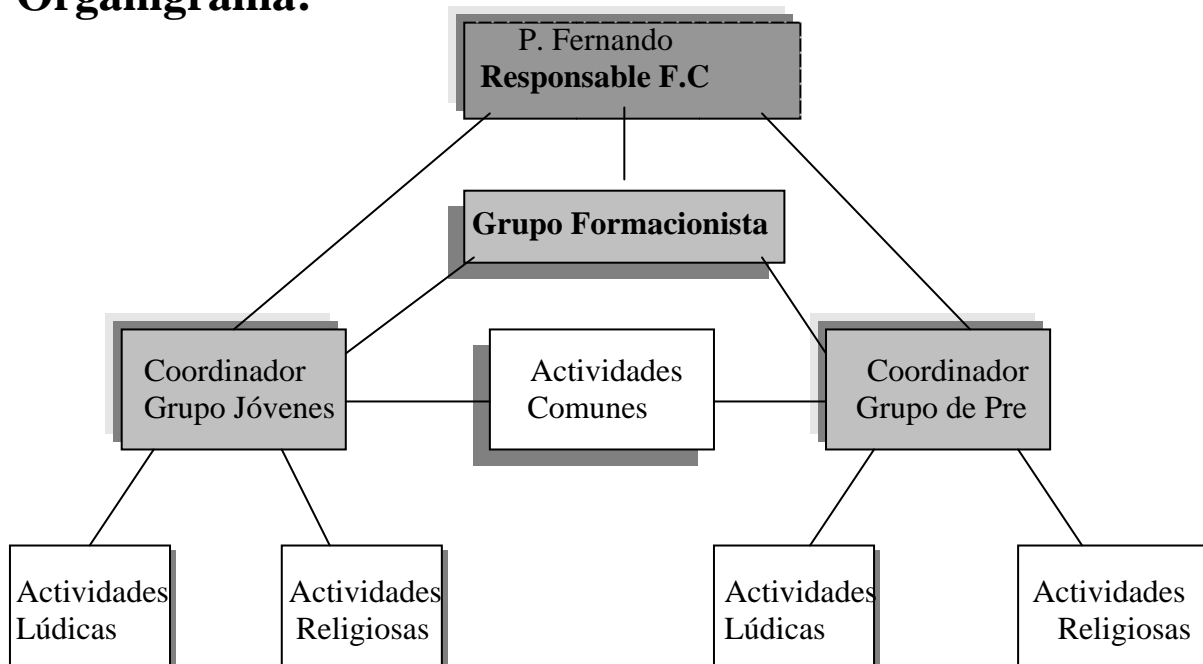 Organigrama:
P. Fernando
Responsable F.C
Grupo Formacionista
Coordinador
Grupo Jóvenes
Actividades
Comunes
Coordinador
Grupo de Pre
Actividades
Lúdicas
Actividades
Religiosas
Actividades
Lúdicas
Actividades
Religiosas